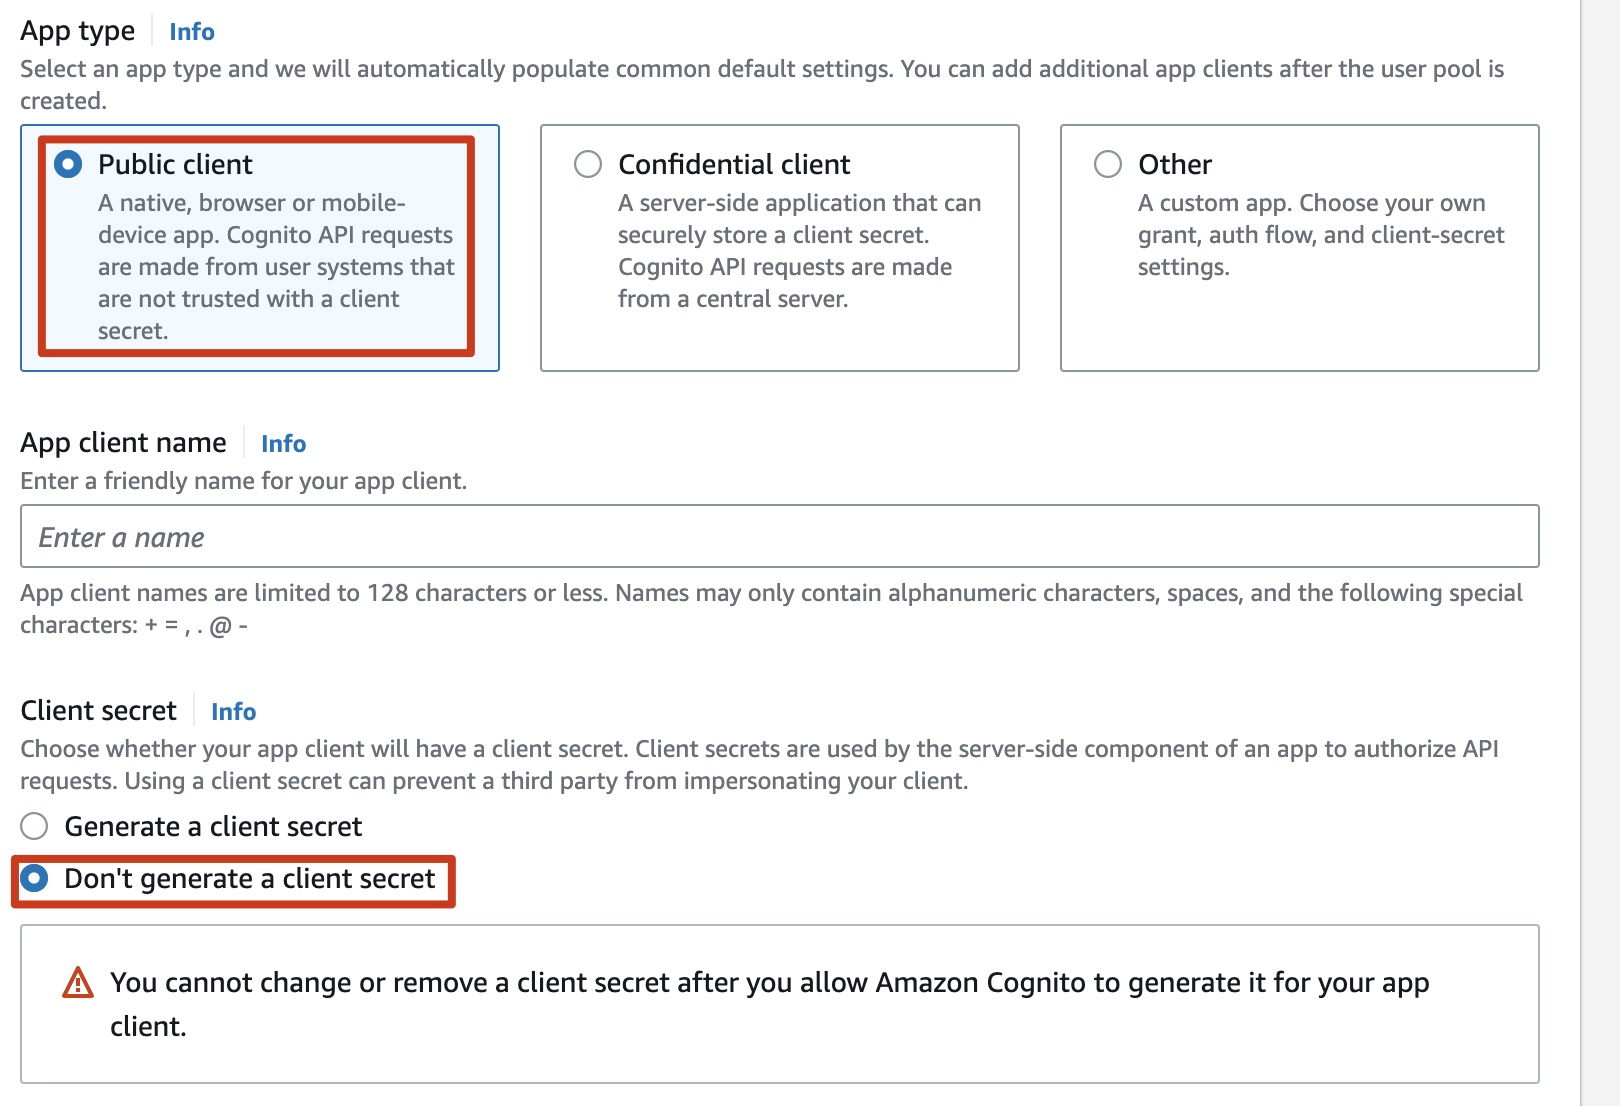 App type Info
Select an app type and we will automatically populate common default settings. You can add additional app clients after the user pool is
created.
Public client
A native, browser or mobile-
device app. Cognito API requests
are made from user systems that
are not trusted with a client
secret.
Confidential client
A server-side application that can
securely store a client secret.
Cognito API requests are made
from a central server.
Other
A custom app. Choose your own
grant, auth flow, and client-secret
settings.
App client name Info
Enter a friendly name for your app client.
Enter a name
App client names are limited to 128 characters or less. Names may only contain alphanumeric characters, spaces, and the following special
characters: + = , . @ -
Client secret Info
Choose whether your app client will have a client secret. Client secrets are used by the server-side component of an app to authorize API
requests. Using a client secret can prevent a third party from impersonating your client.
Generate a client secret
Don't generate a client secret
You cannot change or remove a client secret after you allow Amazon Cognito to generate it for your app
client.